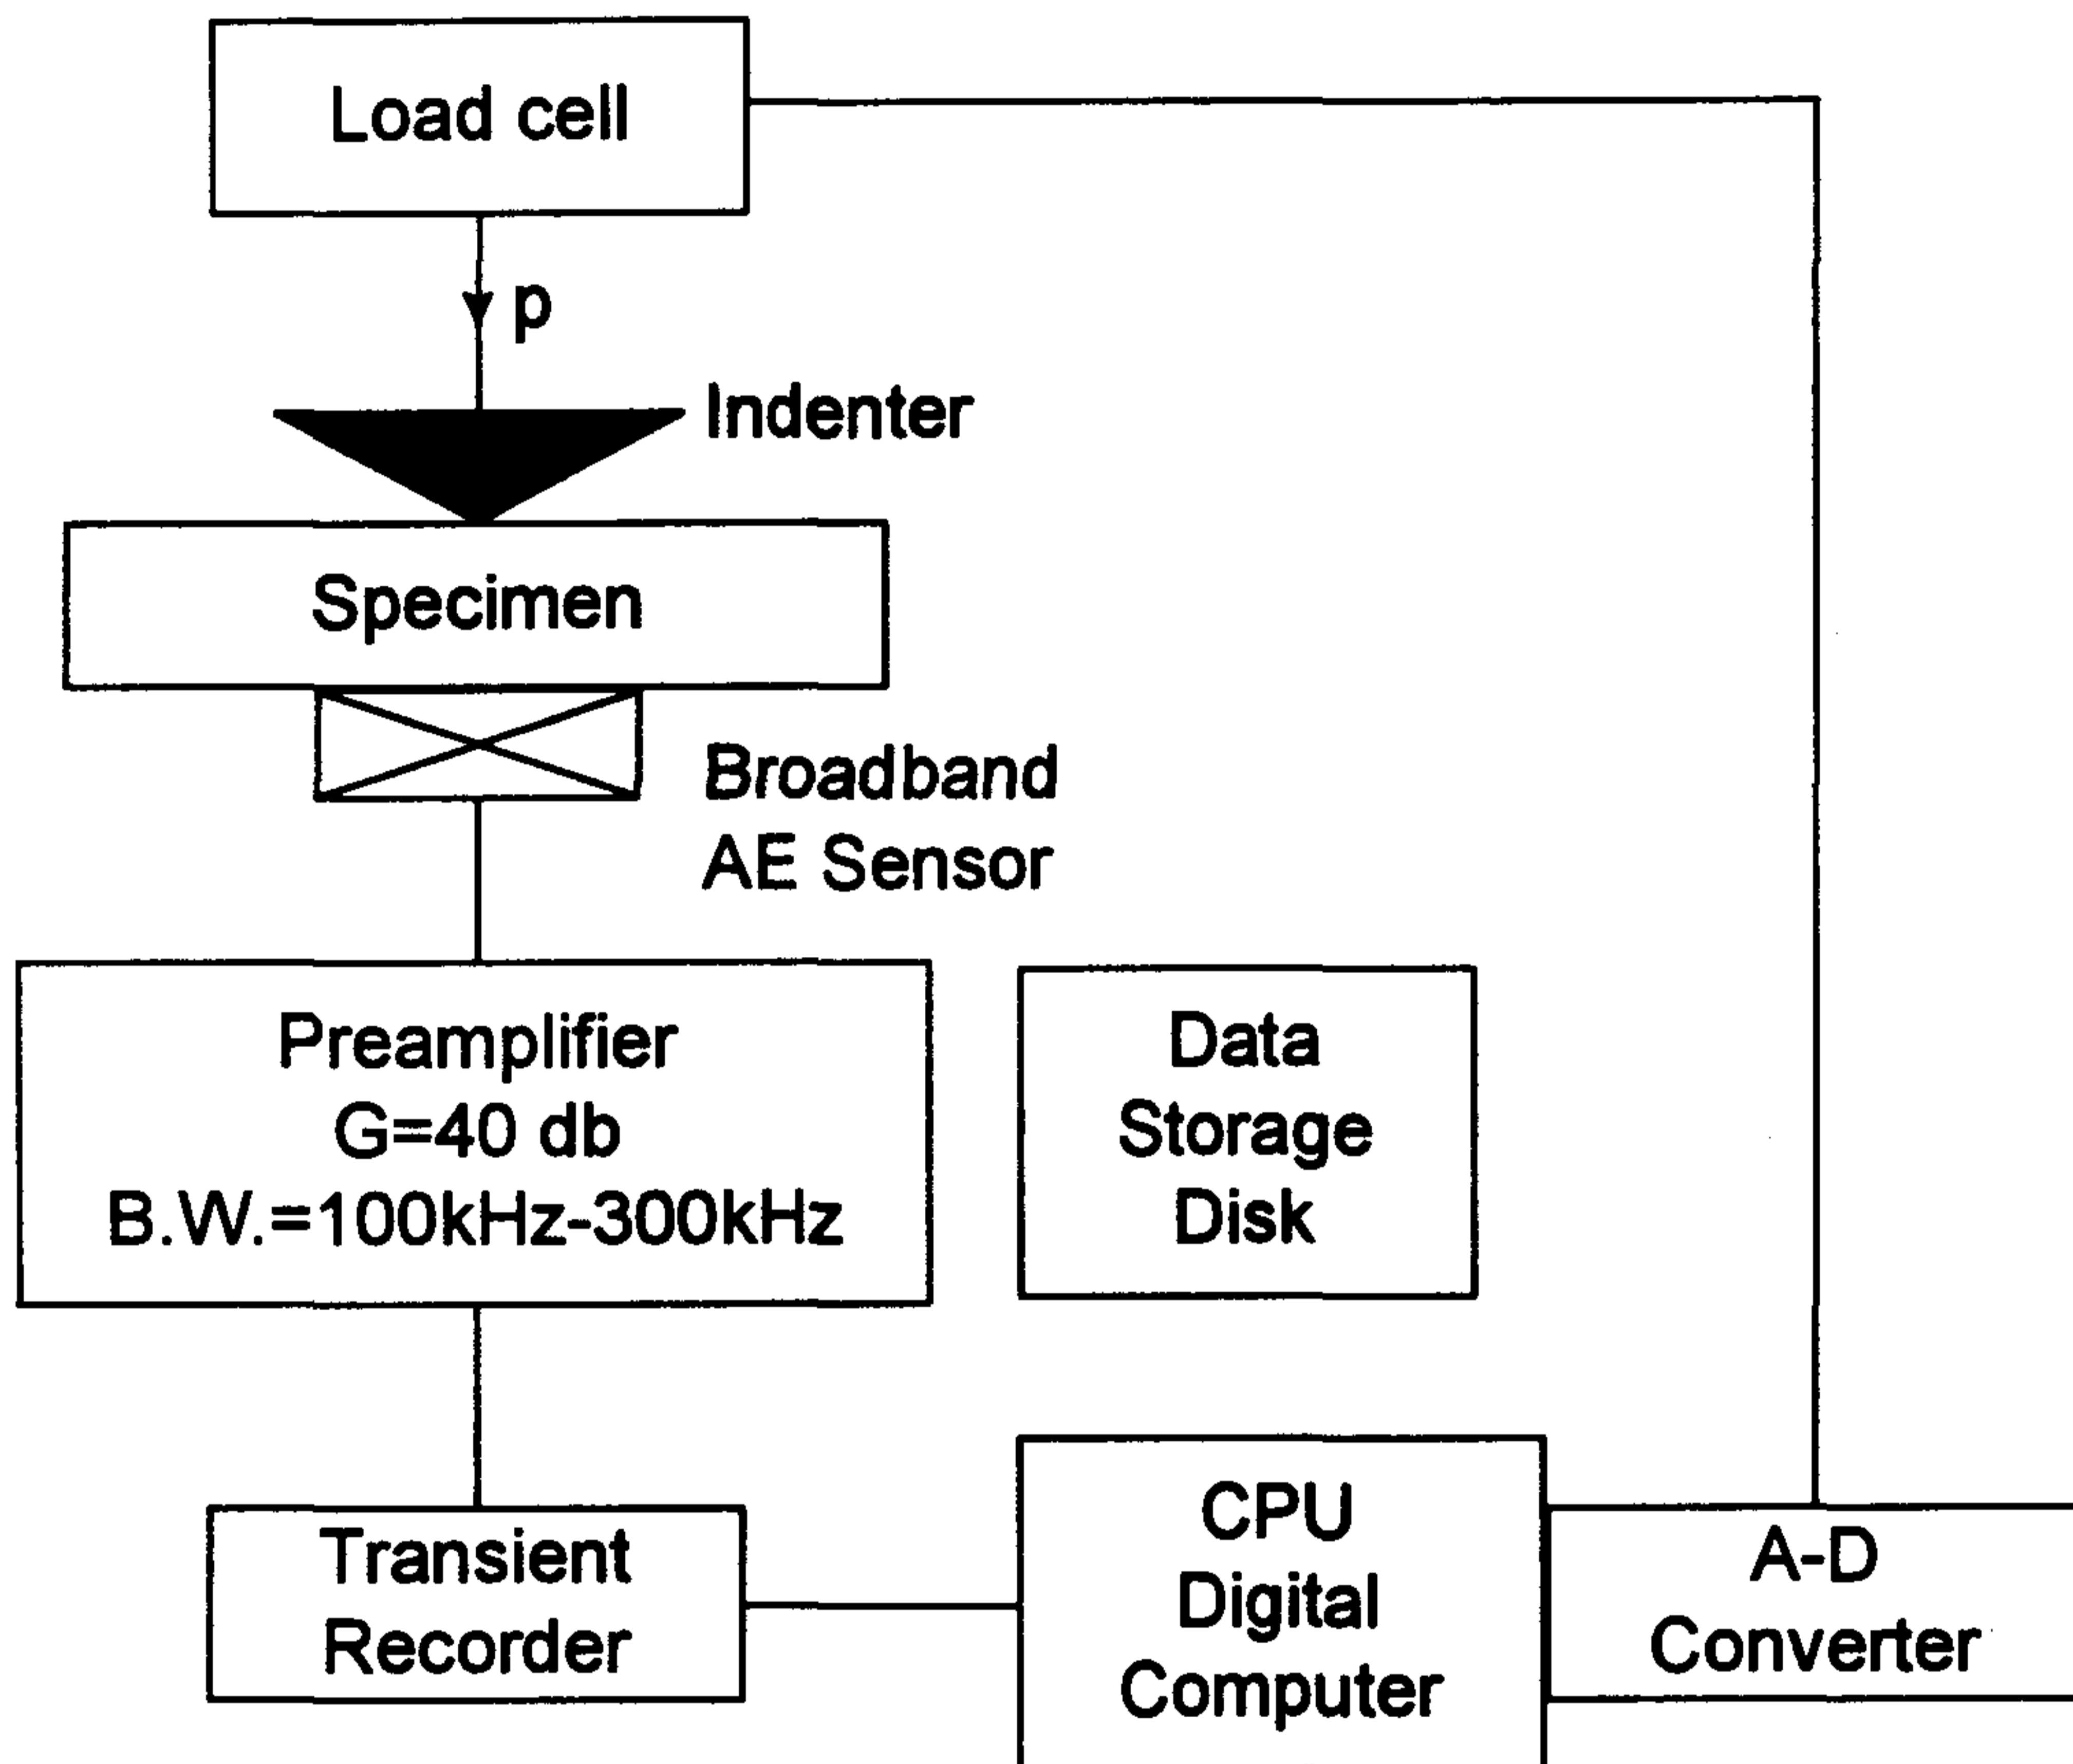 Load cell
p
Indenter
Specimen
Broadband
AE Sensor
Preamplifier
G=40 db
B.W.=100kHz-300kHz
Data
Storage
Disk
Transient
Recorder
CPU
Digital
Computer
A-D
Converter